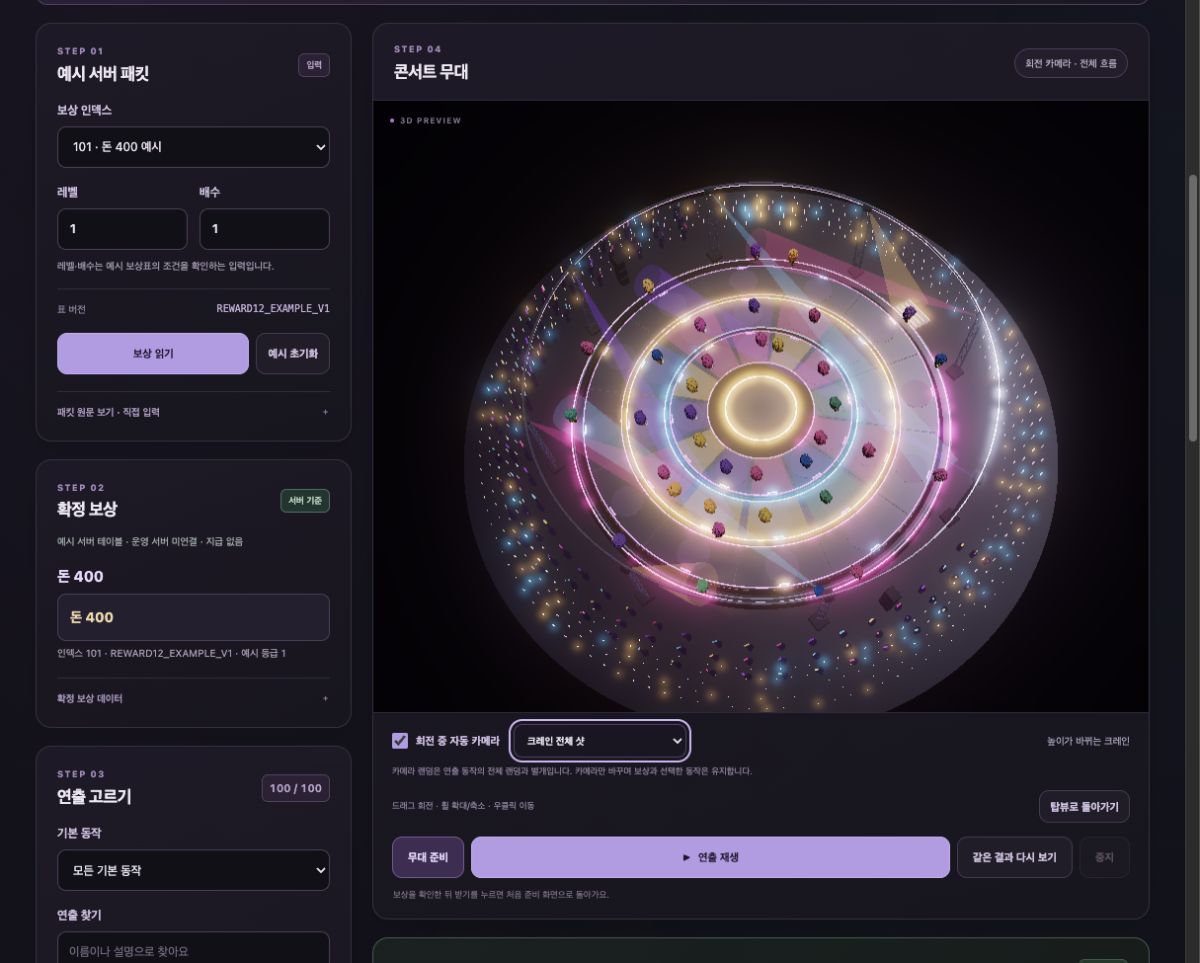 STEP 01
예시 서버 패킷
입력
보상 인덱스
101 · 돈 400 예시
레벨
배수
1
1
레벨·배수는 예시 보상표의 조건을 확인하는 입력입니다.
표 버전
REWARD12_EXAMPLE_V1
보상 읽기
예시 초기화
패킷 원문 보기 · 직접 입력
+
STEP 02
확정 보상
서버 기준
예시 서버 테이블 · 운영 서버 미연결 · 지급 없음
돈 400
돈 400
인덱스 101 · REWARD12_EXAMPLE_V1 · 예시 등급 1
확정 보상 데이터
+
STEP 03
연출 고르기
100 / 100
기본 동작
모든 기본 동작
연출 찾기
이름이나 설명으로 찾아요
STEP 04
콘서트 무대
회전 카메라 · 전체 흐름
3D PREVIEW
회전 중 자동 카메라
크레인 전체 샷
높이가 바뀌는 크레인
카메라 랜덤은 연출 동작의 전체 랜덤과 별개입니다. 카메라만 바꾸며 보상과 선택한 동작은 유지합니다.
드래그 회전 · 휠 확대/축소 · 우클릭 이동
탑뷰로 돌아가기
무대 준비
▶ 연출 재생
같은 결과 다시 보기
중지
보상을 확인한 뒤 받기를 누르면 처음 준비 화면으로 돌아가요.